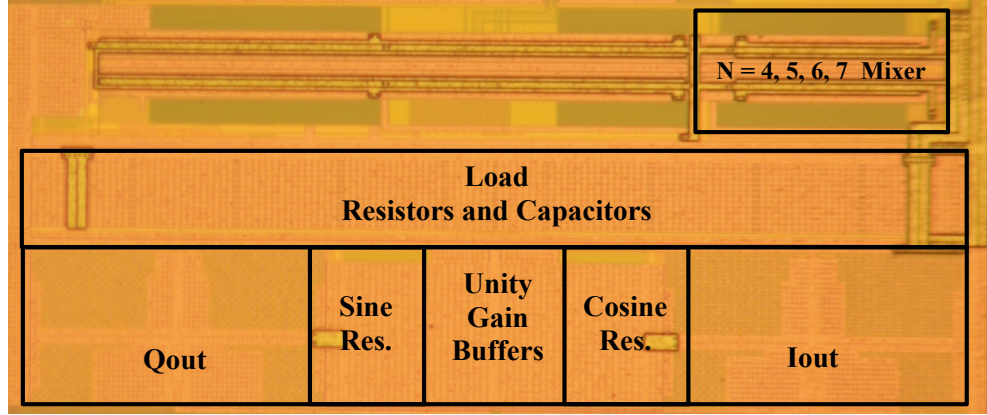 N = 4, 5, 6, 7 Mixer
Load
Resistors and Capacitors
Qout
Sine
Res.
Unity
Gain
Buffers
Cosine
Res.
Iout